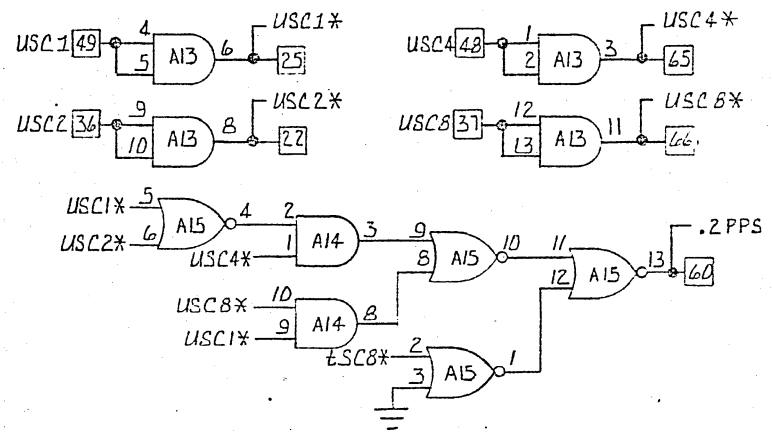 USC1 49 4 5 A13 6 USC1* 25
USC4 48 1 2 A13 3 USC4* 65
USC2 36 9 10 A13 8 USC2* 22
USC8 37 12 13 A13 11 USC8* 66
USC1* 5
USC2* 6
A15 4
2
USC4* 1
A14 3
9
8
A15 10
11
12
A15 13
.2PPS
60
USC8* 10
USC1* 9
A14 8
tSC8* 2
3
A15 1